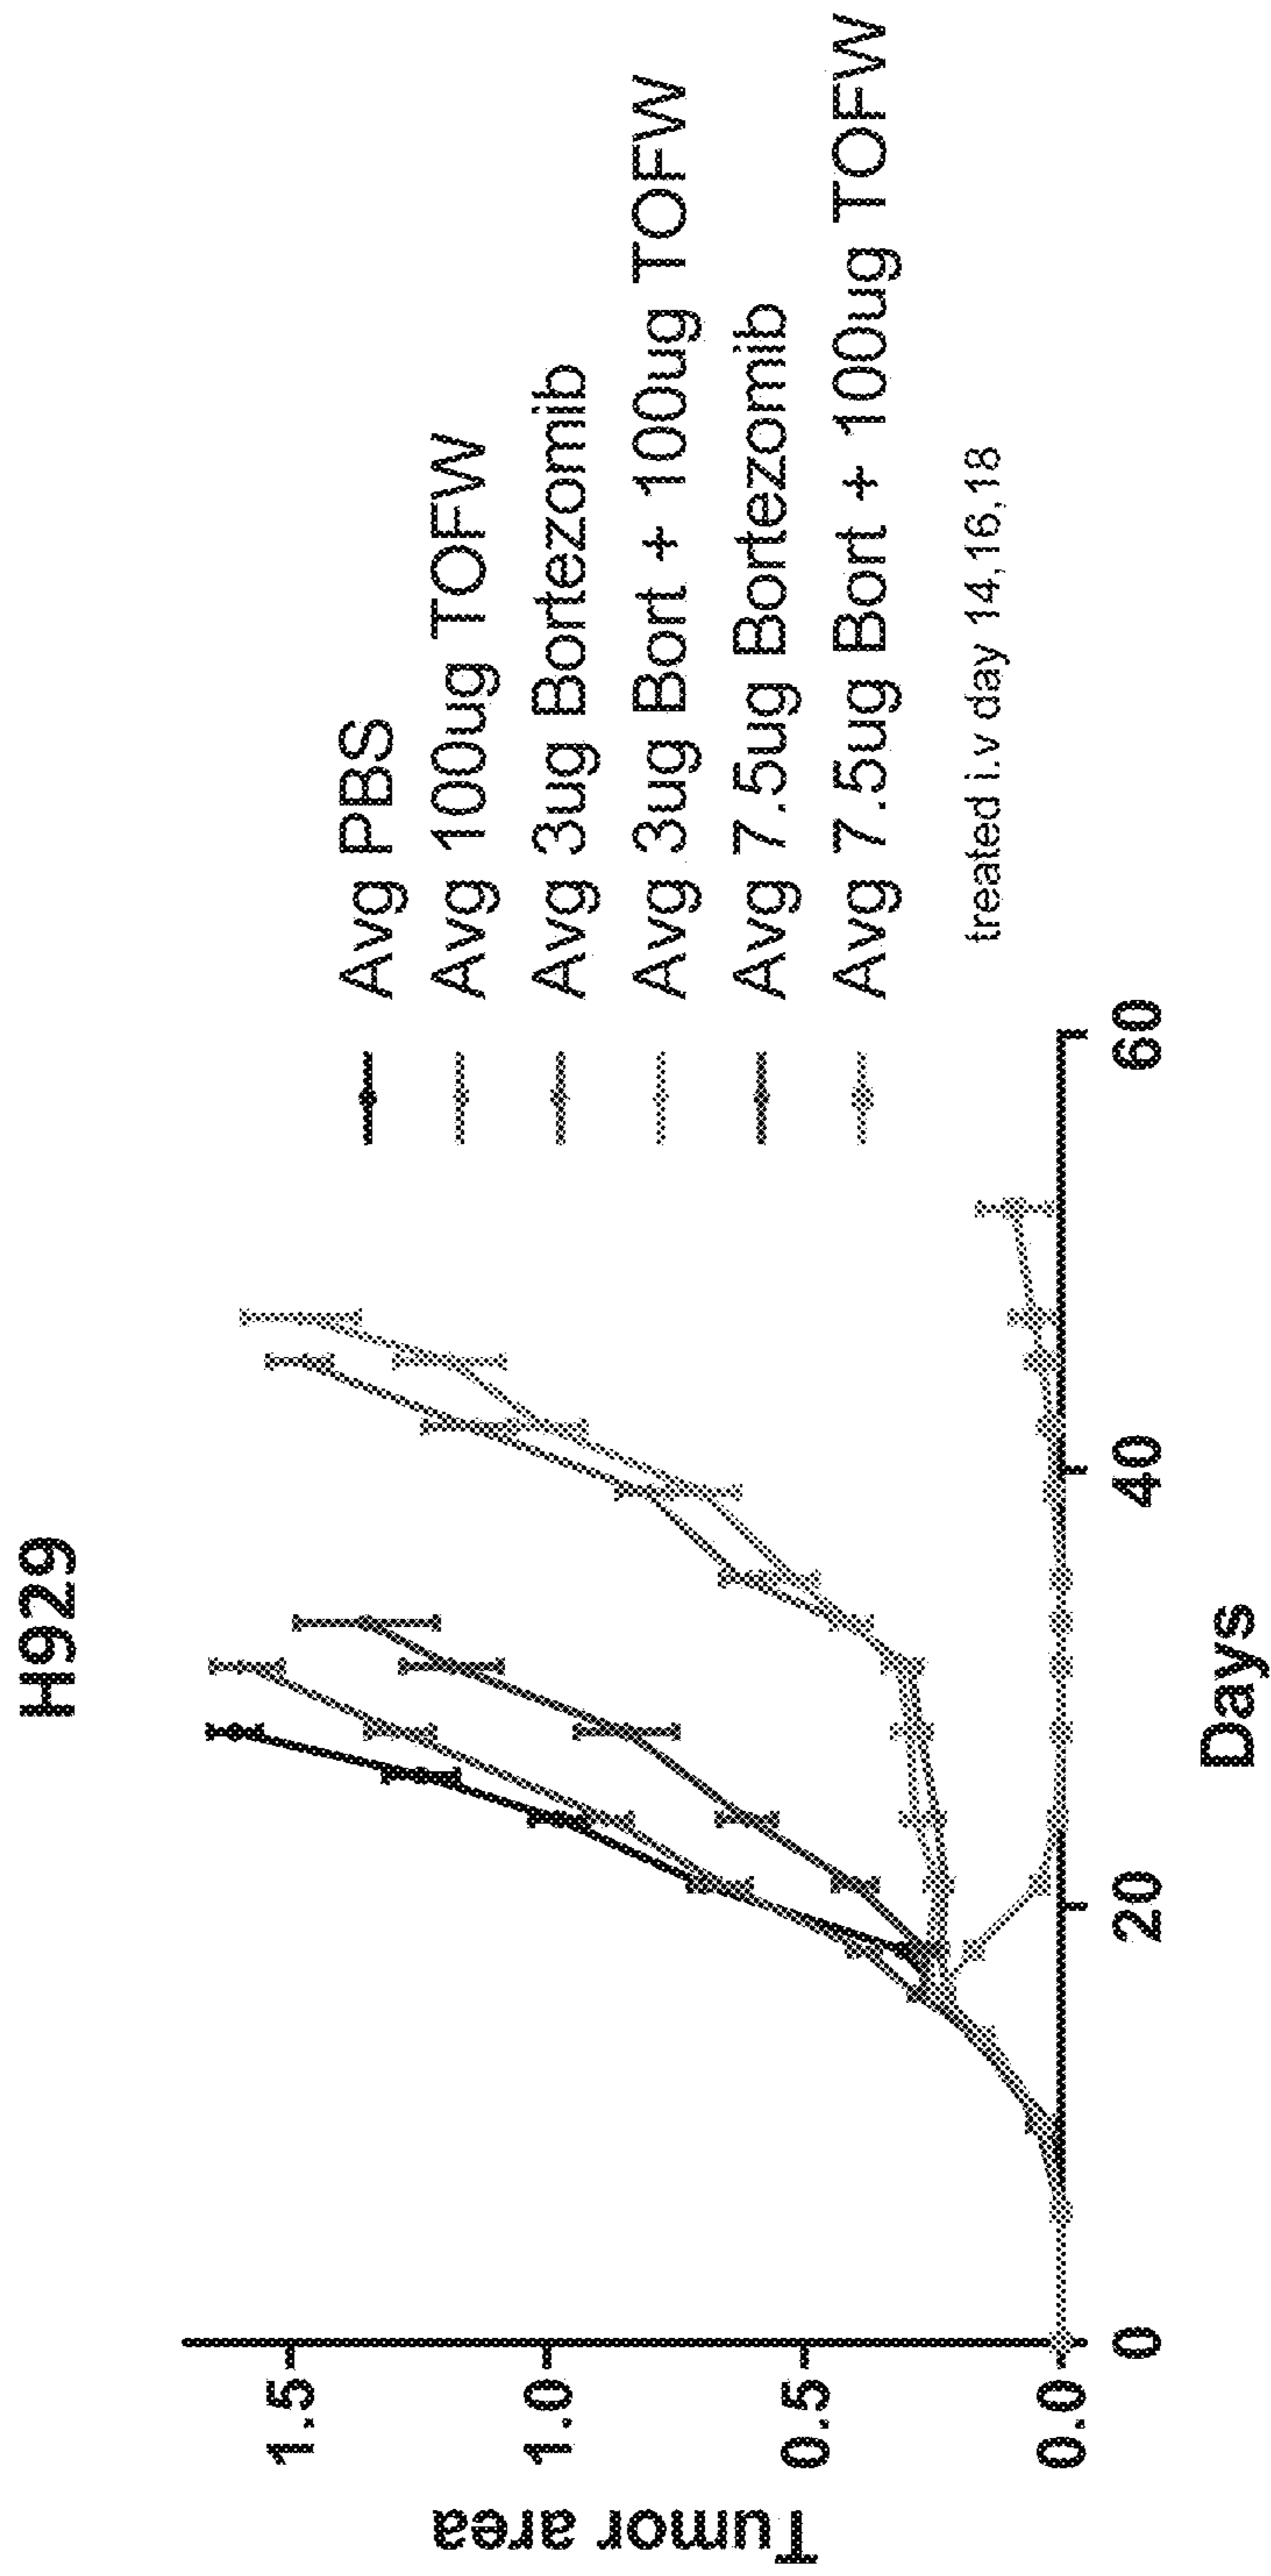 H929
Tumor area
1.5
1.0
0.5
0.0
0
20
40
60
Days
Avg PBS
Avg 100ug TOFW
Avg 3ug Bortezomib
Avg 3ug Bort + 100ug TOFW
Avg 7.5ug Bortezomib
Avg 7.5ug Bort + 100ug TOFW
treated i.v day 14,16,18